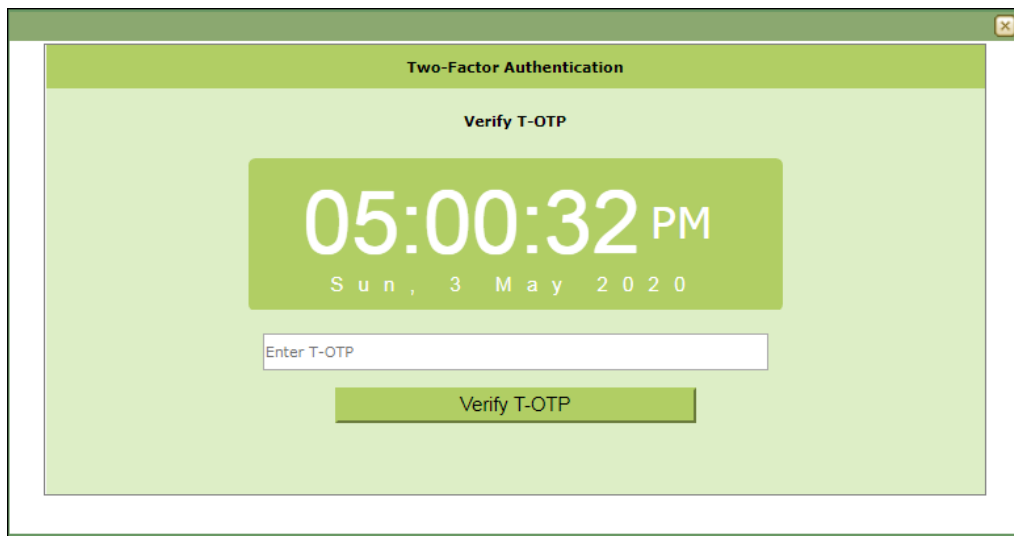 Two-Factor Authentication
Verify T-OTP
05:00:32 PM
Sun, 3 May 2020
Enter T-OTP
Verify T-OTP